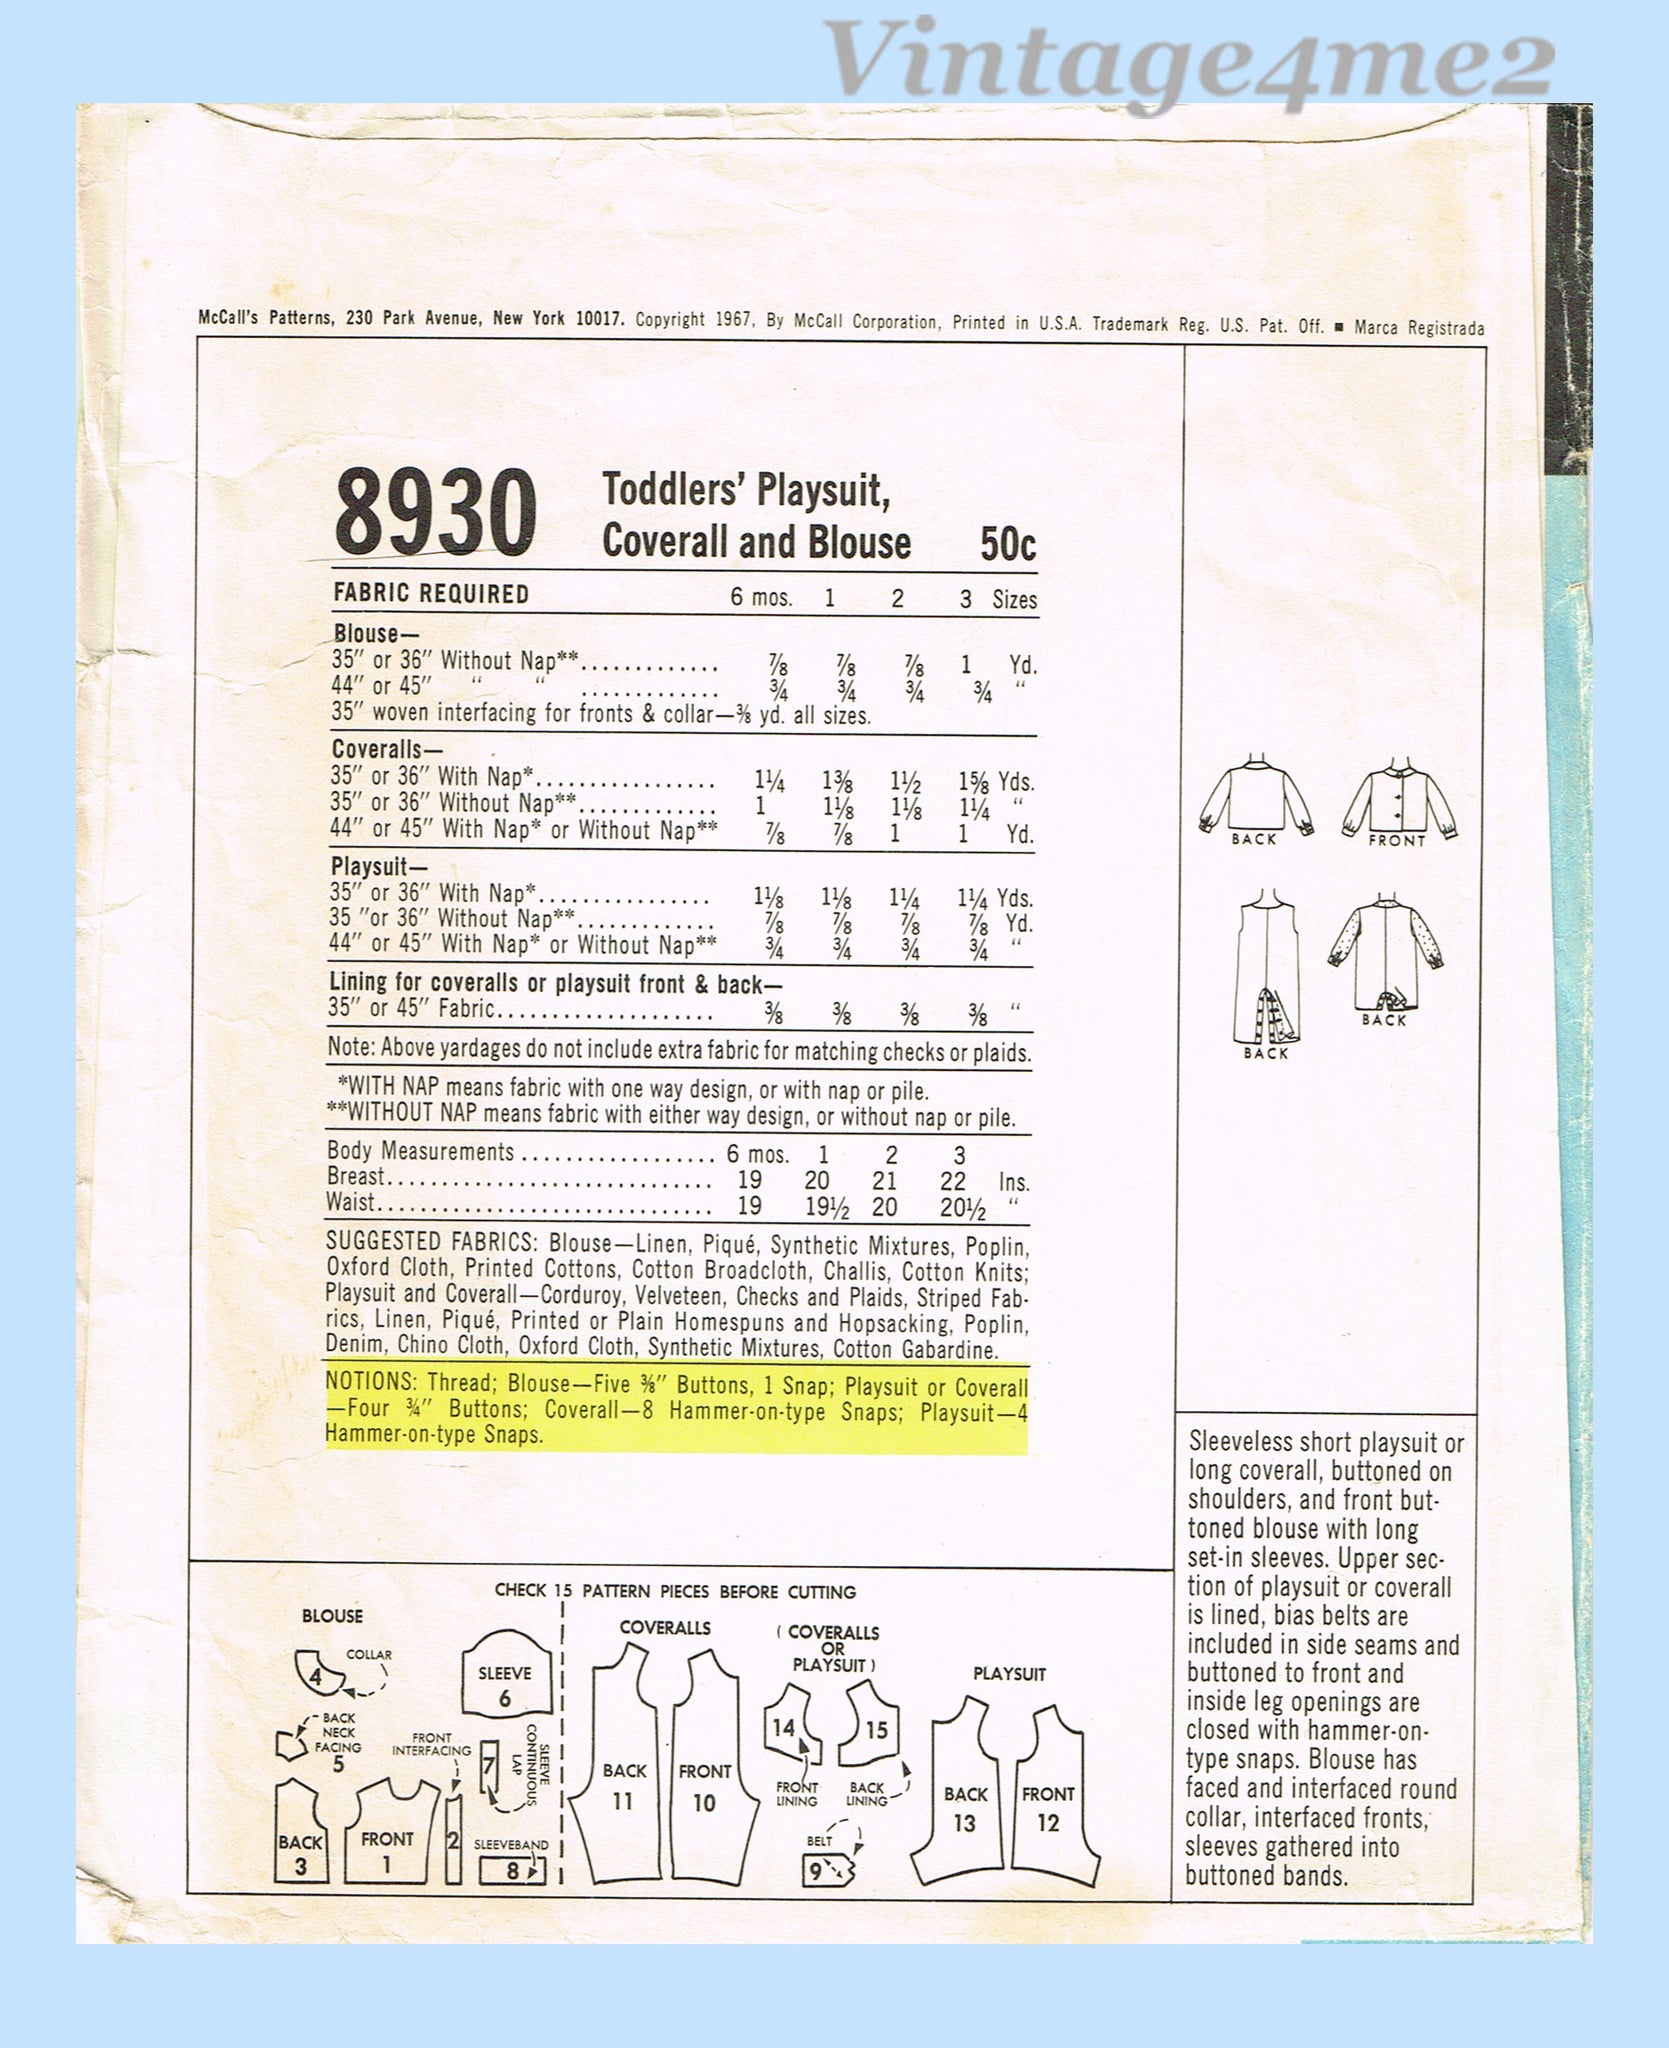 Vintage4me2
McCall's Patterns, 230 Park Avenue, New York 10017. Copyright 1967, By McCall Corporation, Printed in U.S.A. Trademark Reg. U.S. Pat. Off. ■ Marca Registrada
8930
Toddlers' Playsuit,
Coverall and Blouse 50c
FABRIC REQUIRED 6 mos. 1 2 3 Sizes
Blouse—
35" or 36" Without Nap**............. ⅞ ⅞ ⅞ 1 Yd.
44" or 45" " " .............. ¾ ¾ ¾ ¾ "
35" woven interfacing for fronts & collar—⅜ yd. all sizes.
Coveralls—
35" or 36" With Nap*................. 1¼ 1⅜ 1½ 1⅝ Yds.
35" or 36" Without Nap**............. 1 1⅛ 1⅛ 1¼ "
44" or 45" With Nap* or Without Nap** ⅞ ⅞ 1 1 Yd.
Playsuit—
35" or 36" With Nap*................ 1⅛ 1⅛ 1¼ 1¼ Yds.
35 "or 36" Without Nap**............. ⅞ ⅞ ⅞ ⅞ Yd.
44" or 45" With Nap* or Without Nap** ¾ ¾ ¾ ¾ "
Lining for coveralls or playsuit front & back—
35" or 45" Fabric.................... ⅜ ⅜ ⅜ ⅜ "
Note: Above yardages do not include extra fabric for matching checks or plaids.
*WITH NAP means fabric with one way design, or with nap or pile.
**WITHOUT NAP means fabric with either way design, or without nap or pile.
Body Measurements .................. 6 mos. 1 2 3
Breast.............................. 19 20 21 22 Ins.
Waist............................... 19 19½ 20 20½ "
SUGGESTED FABRICS: Blouse—Linen, Piqué, Synthetic Mixtures, Poplin,
Oxford Cloth, Printed Cottons, Cotton Broadcloth, Challis, Cotton Knits;
Playsuit and Coverall—Corduroy, Velveteen, Checks and Plaids, Striped Fab-
rics, Linen, Piqué, Printed or Plain Homespuns and Hopsacking, Poplin,
Denim, Chino Cloth, Oxford Cloth, Synthetic Mixtures, Cotton Gabardine.
NOTIONS: Thread; Blouse—Five ⅜" Buttons, 1 Snap; Playsuit or Coverall
—Four ¾" Buttons; Coverall—8 Hammer-on-type Snaps; Playsuit—4
Hammer-on-type Snaps.
BACK
FRONT
BACK
BACK
Sleeveless short playsuit or
long coverall, buttoned on
shoulders, and front but-
toned blouse with long
set-in sleeves. Upper sec-
tion of playsuit or coverall
is lined, bias belts are
included in side seams and
buttoned to front and
inside leg openings are
closed with hammer-on-
type snaps. Blouse has
faced and interfaced round
collar, interfaced fronts,
sleeves gathered into
buttoned bands.
CHECK 15 PATTERN PIECES BEFORE CUTTING
BLOUSE
COLLAR
4
BACK
NECK
FACING
5
FRONT
INTERFACING
SLEEVE
6
7
SLEEVE
CONTINUOUS
LAP
BACK
3
FRONT
1
2
SLEEVEBAND
8
COVERALLS
BACK
11
FRONT
10
( COVERALLS
OR
PLAYSUIT )
14
15
FRONT
LINING
BACK
LINING
BELT
9
PLAYSUIT
BACK
13
FRONT
12